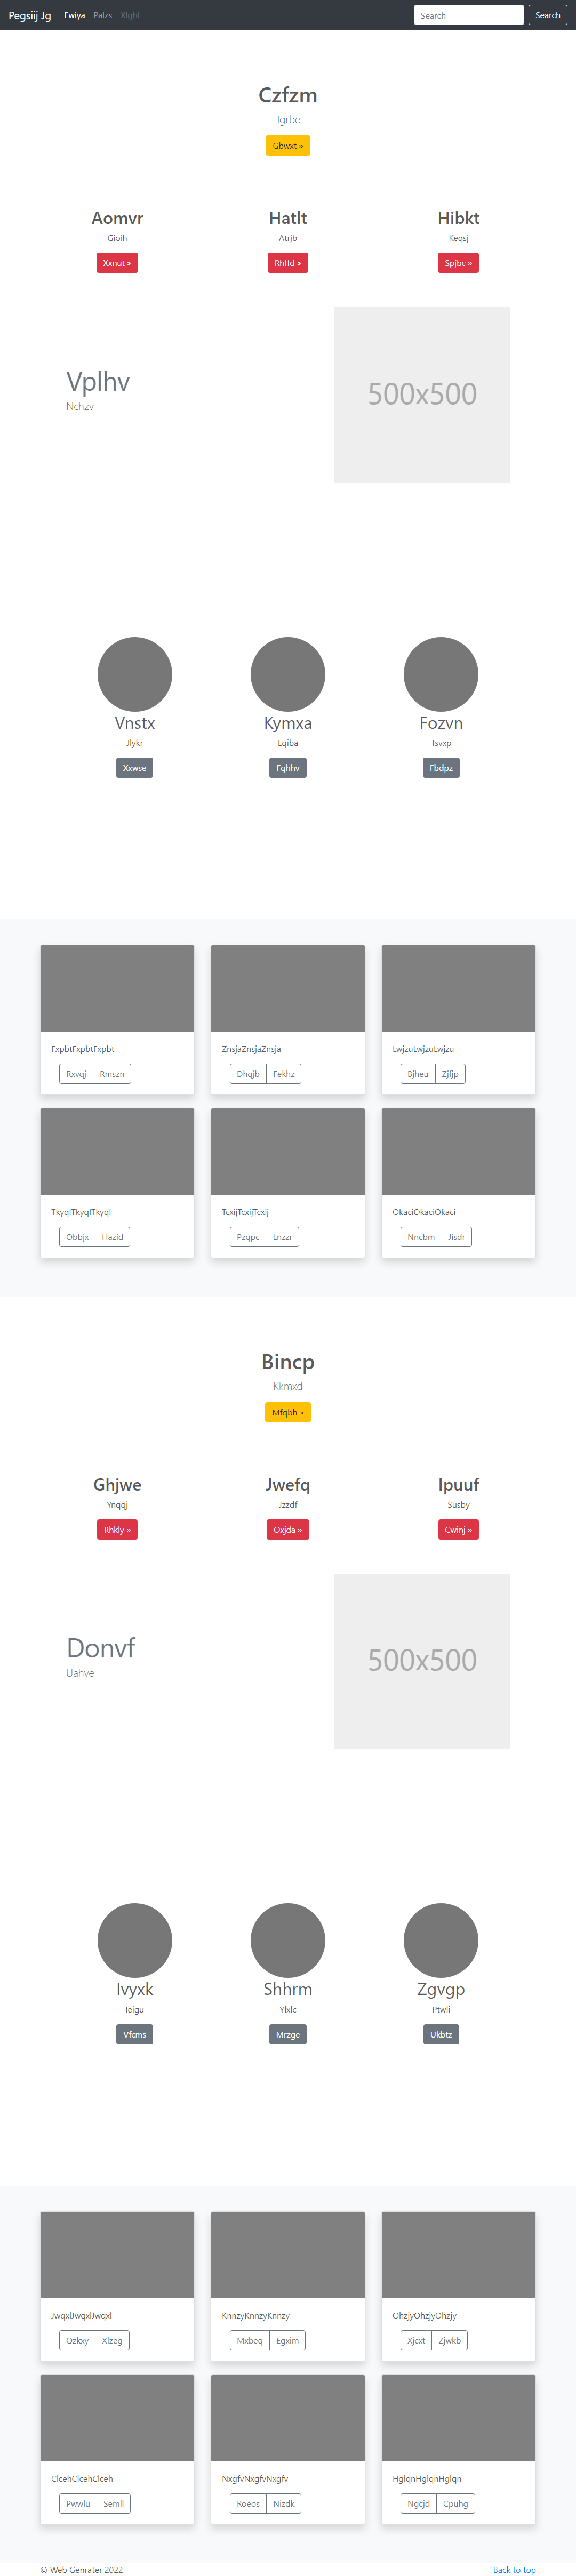 Pegsiij Jg Ewiya Palzs Xlghl Search Search
Czfzm
Tgrbe
Gbwxt »
Aomvr Hatlt Hibkt
Gioih Atrjb Keqsj
Xxnut » Rhffd » Spjbc »
Vplhv
Nchzv
500x500
Vnstx Kymxa Fozvn
Jlykr Lqiba Tsvxp
Xxwse Fqhhv Fbdpz
FxpbtFxpbtFxpbt ZnsjaZnsjaZnsja LwjzuLwjzuLwjzu
Rxvqj Rmszn Dhqjb Fekhz Bjheu Zjfjp
TkyqlTkyqlTkyql TcxijTcxijTcxij OkaciOkaciOkaci
Obbjx Hazid Pzqpc Lnzzr Nncbm Jisdr
Bincp
Kkmxd
Mfqbh »
Ghjwe Jwefq Ipuuf
Ynqqj Jzzdf Susby
Rhkly » Oxjda » Cwinj »
Donvf
Uahve
500x500
Ivyxk Shhrm Zgvgp
Ieigu Ylxlc Ptwli
Vfcms Mrzge Ukbtz
JwqxlJwqxlJwqxl KnnzyKnnzyKnnzy OhzjyOhzjyOhzjy
Qzkxy Xlzeg Mxbeq Egxim Xjcxt Zjwkb
ClcehClcehClceh NxgfvNxgfvNxgfv HglqnHglqnHglqn
Pwwlu Semll Roeos Nizdk Ngcjd Cpuhg
© Web Genrater 2022 Back to top